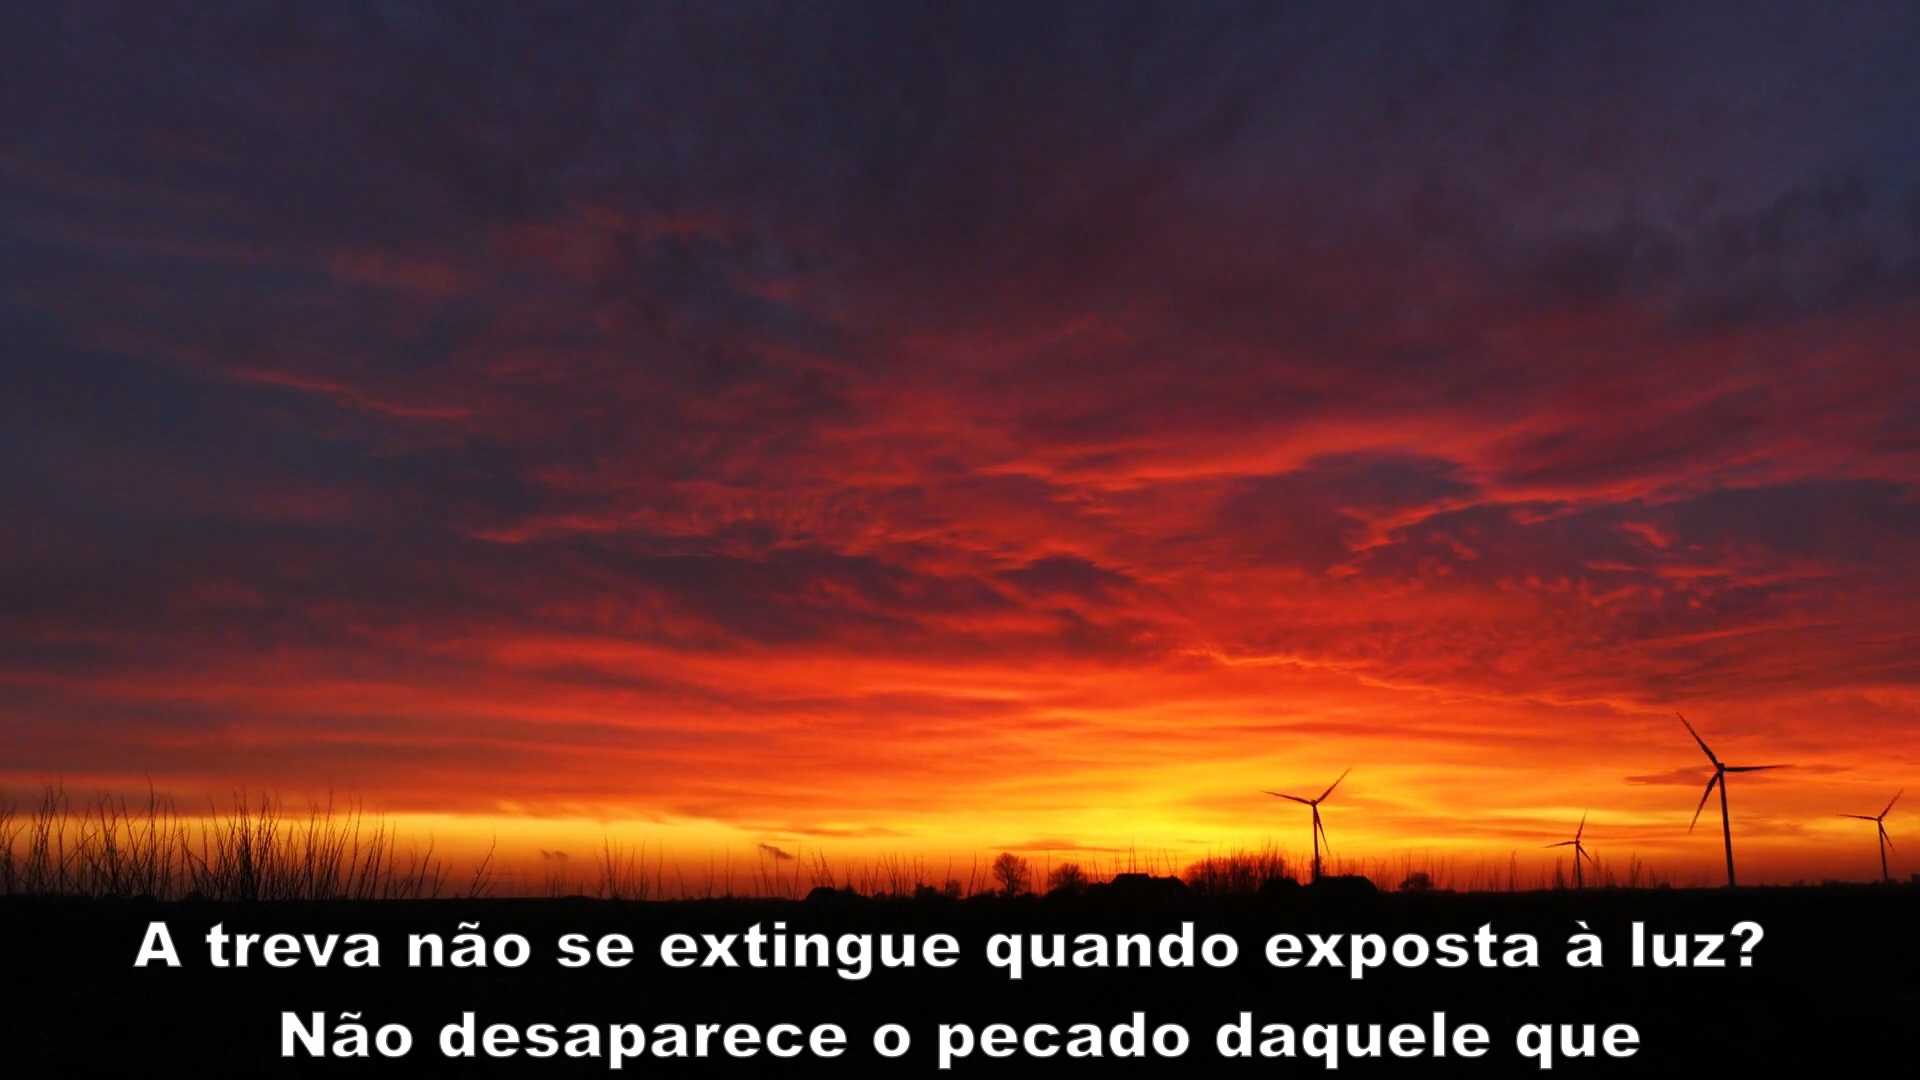 A treva não se extingue quando exposta à luz?
Não desaparece o pecado daquele que